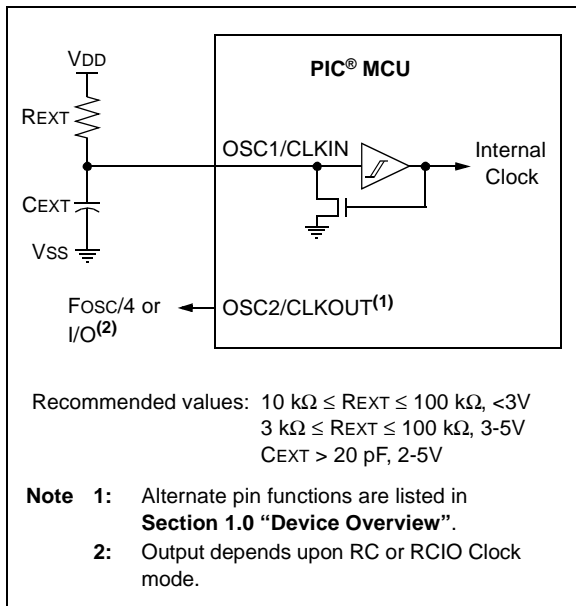 VDD
PIC® MCU
REXT
OSC1/CLKIN
Internal
Clock
CEXT
VSS
FOSC/4 or
I/O(2)
OSC2/CLKOUT(1)
Recommended values: 10 kΩ ≤ REXT ≤ 100 kΩ, <3V
3 kΩ ≤ REXT ≤ 100 kΩ, 3-5V
CEXT > 20 pF, 2-5V
Note 1: Alternate pin functions are listed in
Section 1.0 “Device Overview”.
2: Output depends upon RC or RCIO Clock
mode.